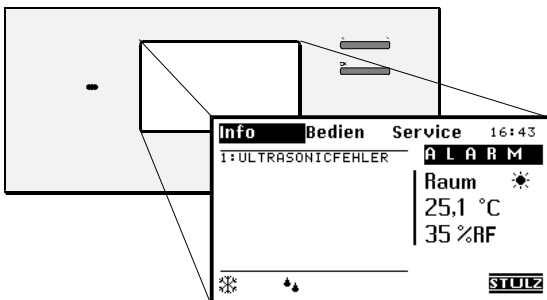 Info Bedien Service 16:43
1:ULTRASONICFEHLER
A L A R M
Raum
25,1 °C
35 %RF
STULZ